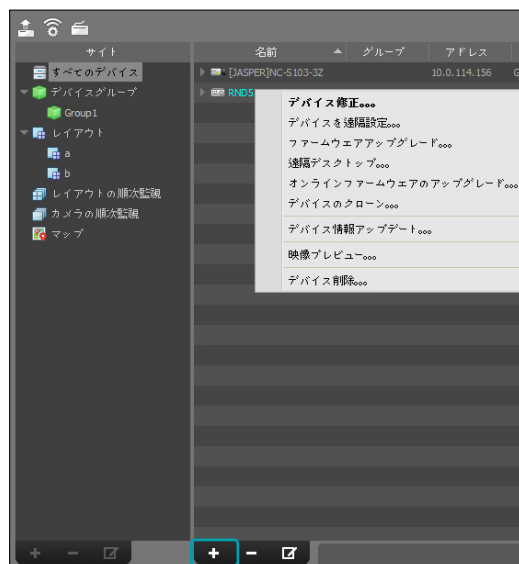 サイト
名前 グループ アドレス
すべてのデバイス
[JASPER]NC-S103-3Z 10.0.114.156
デバイスグループ
RND5
デバイス修正...
Group1
デバイスを遠隔設定...
レイアウト
ファームウェアアップグレード...
a
遠隔デスクトップ...
b
オンラインファームウェアのアップグレード...
レイアウトの順次監視
デバイスのクローン...
カメラの順次監視
デバイス情報アップデート...
マップ
映像プレビュー...
デバイス削除...